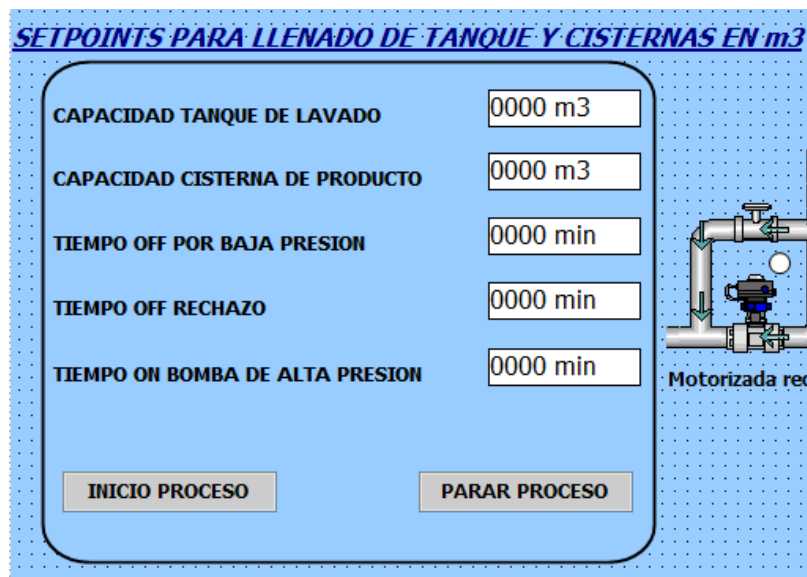 SETPOINTS PARA LLENADO DE TANQUE Y CISTERNAS EN m3
CAPACIDAD TANQUE DE LAVADO 0000 m3
CAPACIDAD CISTERNA DE PRODUCTO 0000 m3
TIEMPO OFF POR BAJA PRESION 0000 min
TIEMPO OFF RECHAZO 0000 min
TIEMPO ON BOMBA DE ALTA PRESION 0000 min
Motorizada
INICIO PROCESO PARAR PROCESO